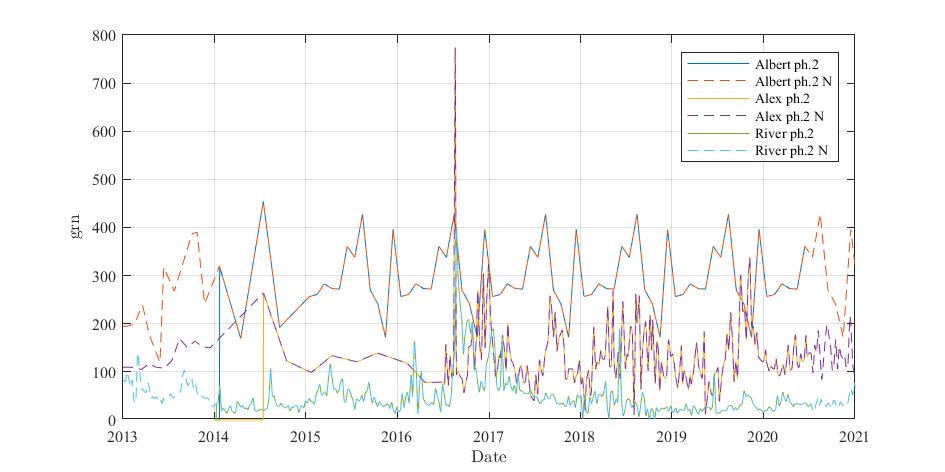 800
700
600
500
400
300
200
100
0
grn
2013 2014 2015 2016 2017 2018 2019 2020 2021
Date
Albert ph.2
Albert ph.2 N
Alex ph.2
Alex ph.2 N
River ph.2
River ph.2 N